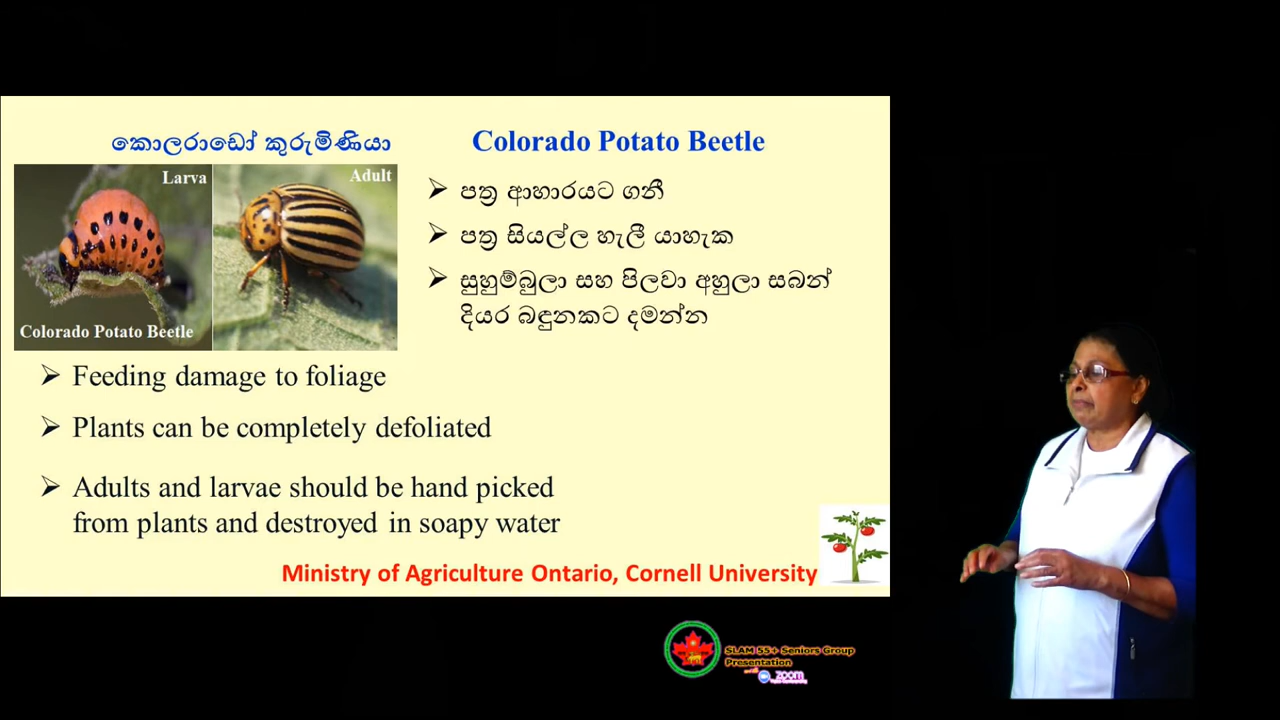 කොලරාඩෝ කුරුමිණියා
Colorado Potato Beetle
Larva
Adult
Colorado Potato Beetle
➢ පත්‍ර ආහාරයට ගනී
➢ පත්‍ර සියල්ල හැලී යාහැක
➢ සුහුම්බුලා සහ පිලවා අහුලා සබන්
දියර බඳුනකට දමන්න
➢ Feeding damage to foliage
➢ Plants can be completely defoliated
➢ Adults and larvae should be hand picked
from plants and destroyed in soapy water
Ministry of Agriculture Ontario, Cornell University
SLAM 55+ Seniors Group
Presentation
zoom